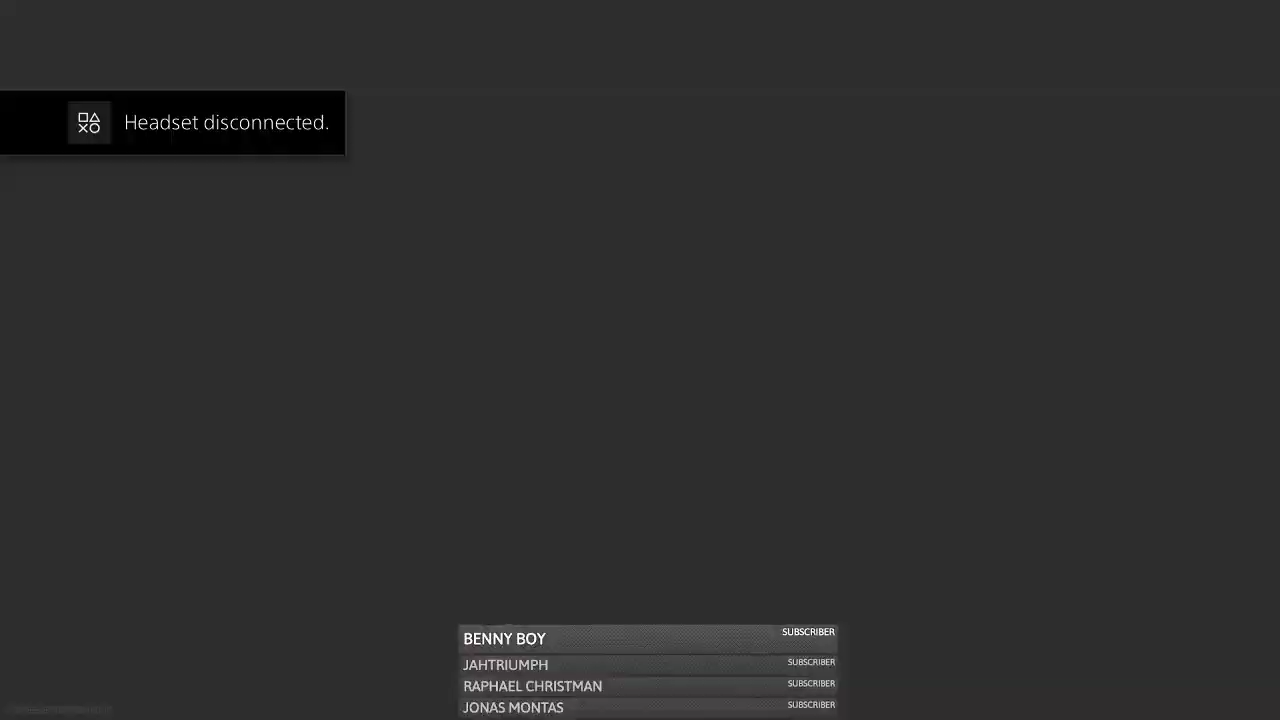 Headset disconnected.
BENNY BOY SUBSCRIBER
JAHTRIUMPH SUBSCRIBER
RAPHAEL CHRISTMAN SUBSCRIBER
JONAS MONTAS SUBSCRIBER